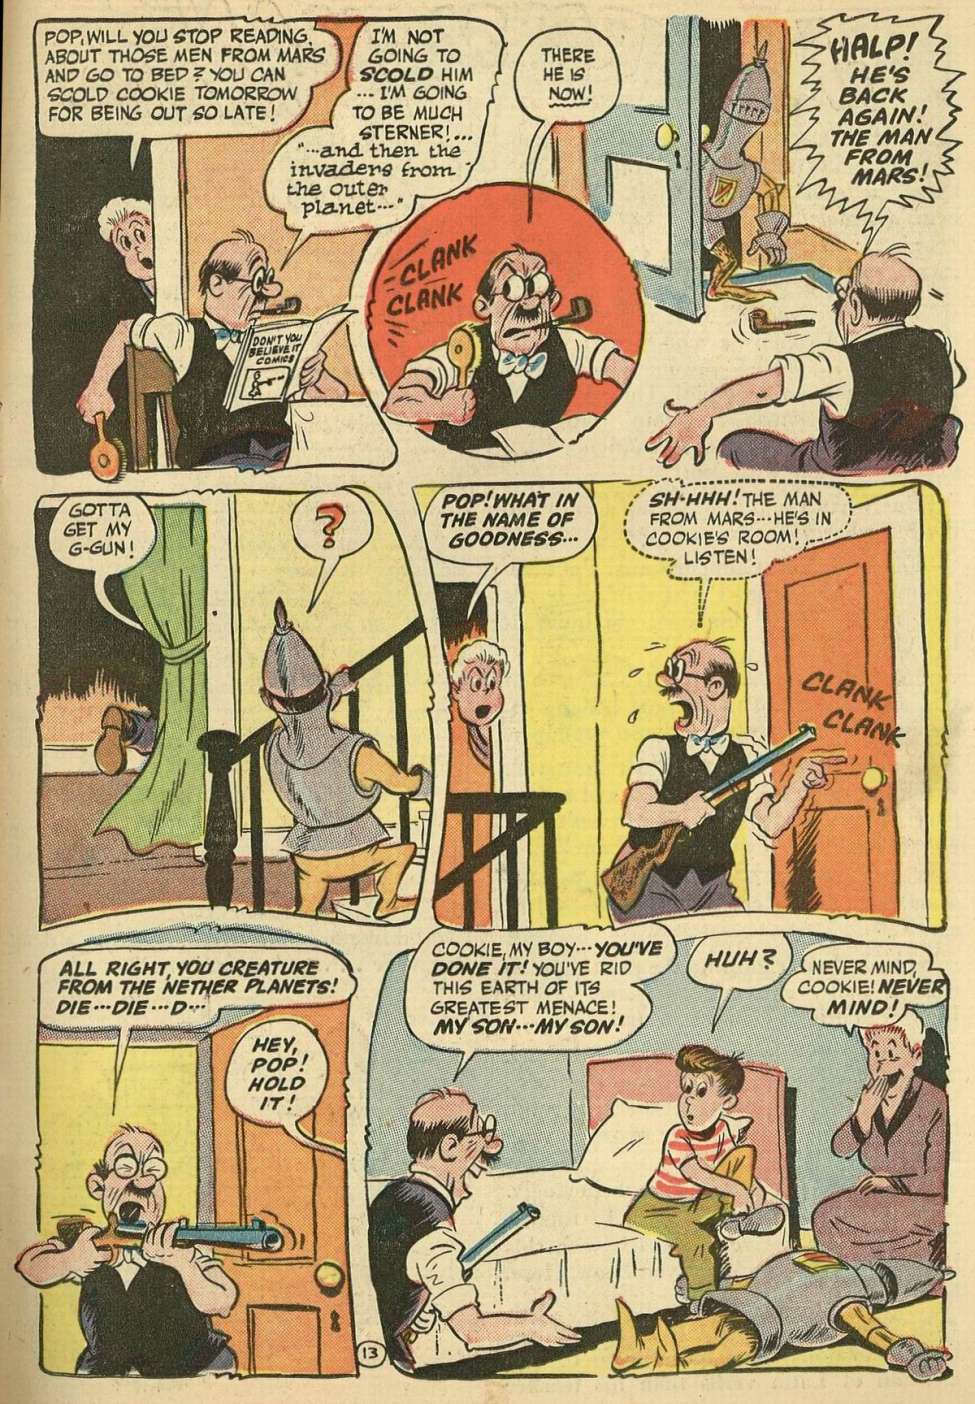 POP, WILL YOU STOP READING
ABOUT THOSE MEN FROM MARS
AND GO TO BED? YOU CAN
SCOLD COOKIE TOMORROW
FOR BEING OUT SO LATE!
I'M NOT
GOING TO
SCOLD HIM
...I'M GOING
TO BE MUCH
STERNER!...
"...and then the
invaders from
the outer
planet..."
DON'T YOU
BELIEVE IT
COMICS
THERE
HE IS
NOW!
CLANK
CLANK
HALP!
HE'S
BACK
AGAIN!
THE MAN
FROM
MARS!
GOTTA
GET MY
G-GUN!
?
POP! WHAT IN
THE NAME OF
GOODNESS...
SH-HHH! THE MAN
FROM MARS...HE'S IN
COOKIE'S ROOM!
LISTEN!
CLANK
CLANK
ALL RIGHT, YOU CREATURE
FROM THE NETHER PLANETS!
DIE...DIE...D...
HEY,
POP!
HOLD
IT!
13
COOKIE, MY BOY...YOU'VE
DONE IT! YOU'VE RID
THIS EARTH OF ITS
GREATEST MENACE!
MY SON...MY SON!
HUH?
NEVER MIND,
COOKIE! NEVER
MIND!